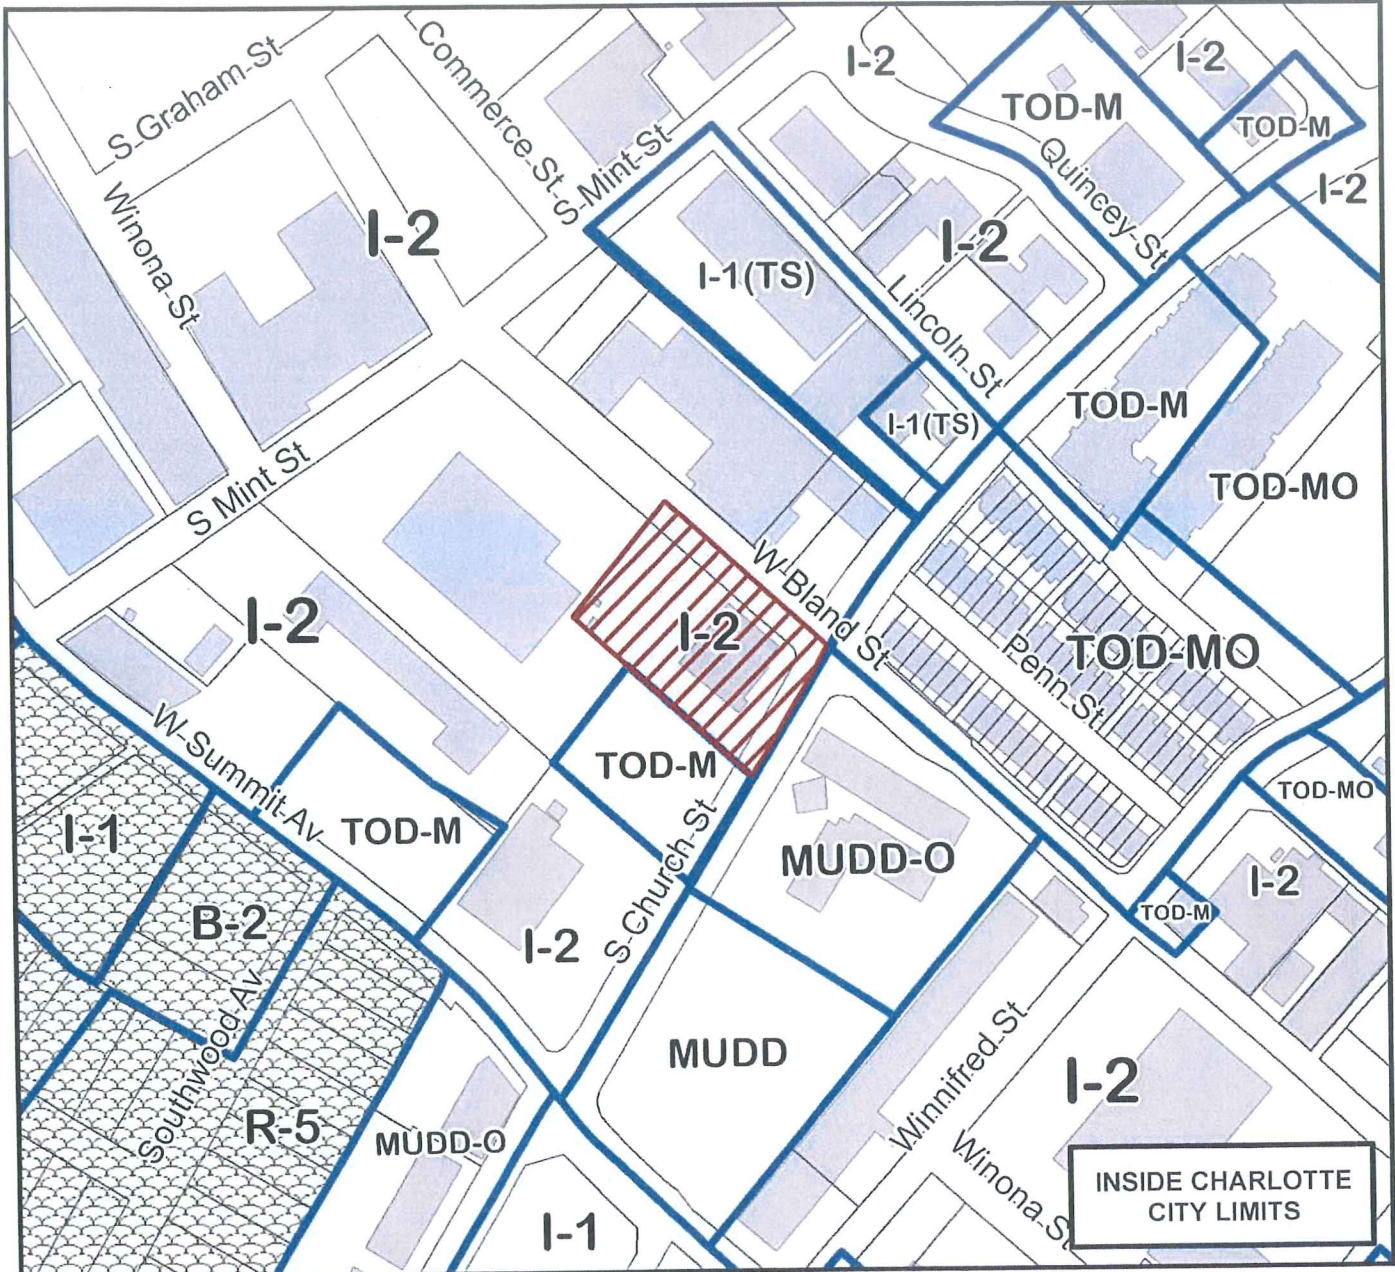 S Graham St
Commerce St
I-2
I-2
TOD-M
TOD-M
Winona St
I-2
S Mint St
Quincey St
I-2
I-2
I-1(TS)
Lincoln St
TOD-M
I-1(TS)
S Mint St
TOD-MO
W Bland St
I-2
I-2
Penn St
TOD-MO
W Summit Av
TOD-M
TOD-MO
I-1
TOD-M
S Church St
MUDD-O
I-2
B-2
I-2
TOD-M
Southwood Av
MUDD
Winnifred St
I-2
R-5
MUDD-O
Winona St
I-1
INSIDE CHARLOTTE
CITY LIMITS